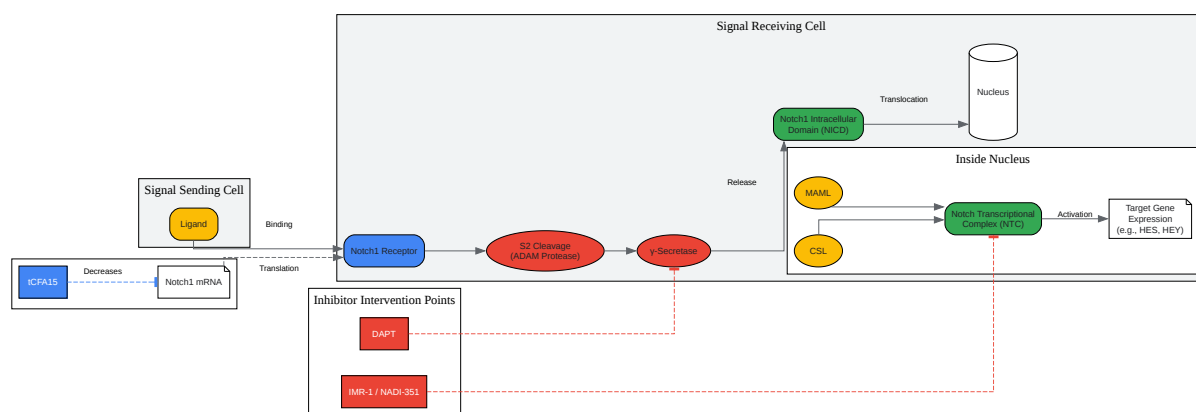 Signal Receiving Cell
Nucleus
Translocation
Notch1 Intracellular
Domain (NICD)
Inside Nucleus
Signal Sending Cell
Release
MAML
Ligand
Binding
Notch Transcriptional
Complex (NTC)
Activation
Target Gene
Expression
(e.g., HES, HEY)
Notch1 Receptor
S2 Cleavage
(ADAM Protease)
γ-Secretase
CSL
Translation
Decreases
tCFA15
Notch1 mRNA
Inhibitor Intervention Points
DAPT
IMR-1 / NADI-351